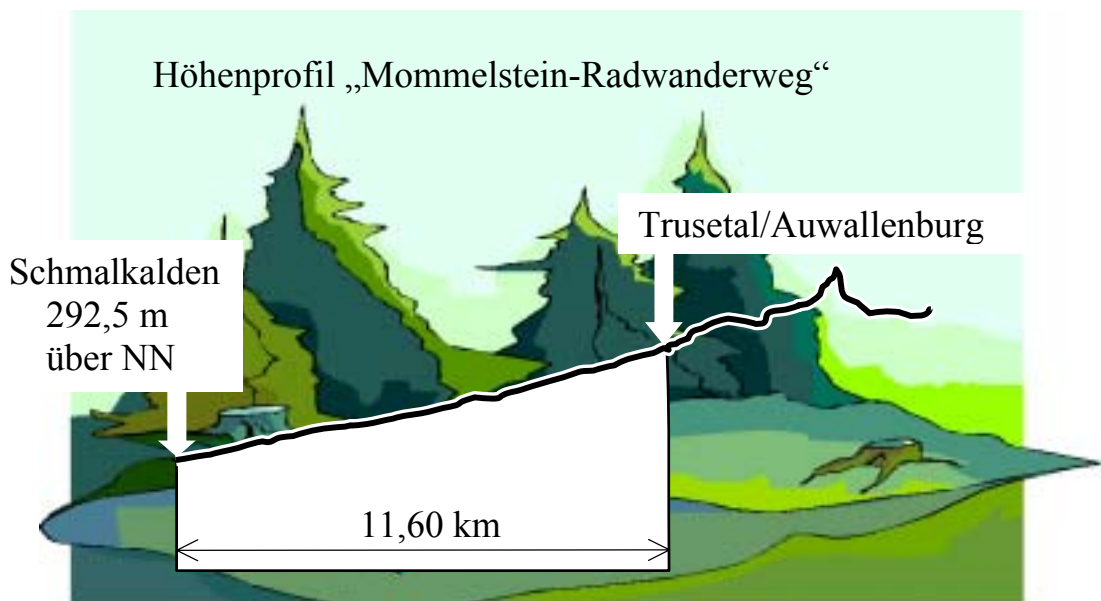 Höhenprofil „Mommelstein-Radwanderweg“
Trusetal/Auwallenburg
Schmalkalden
292,5 m
über NN
11,60 km